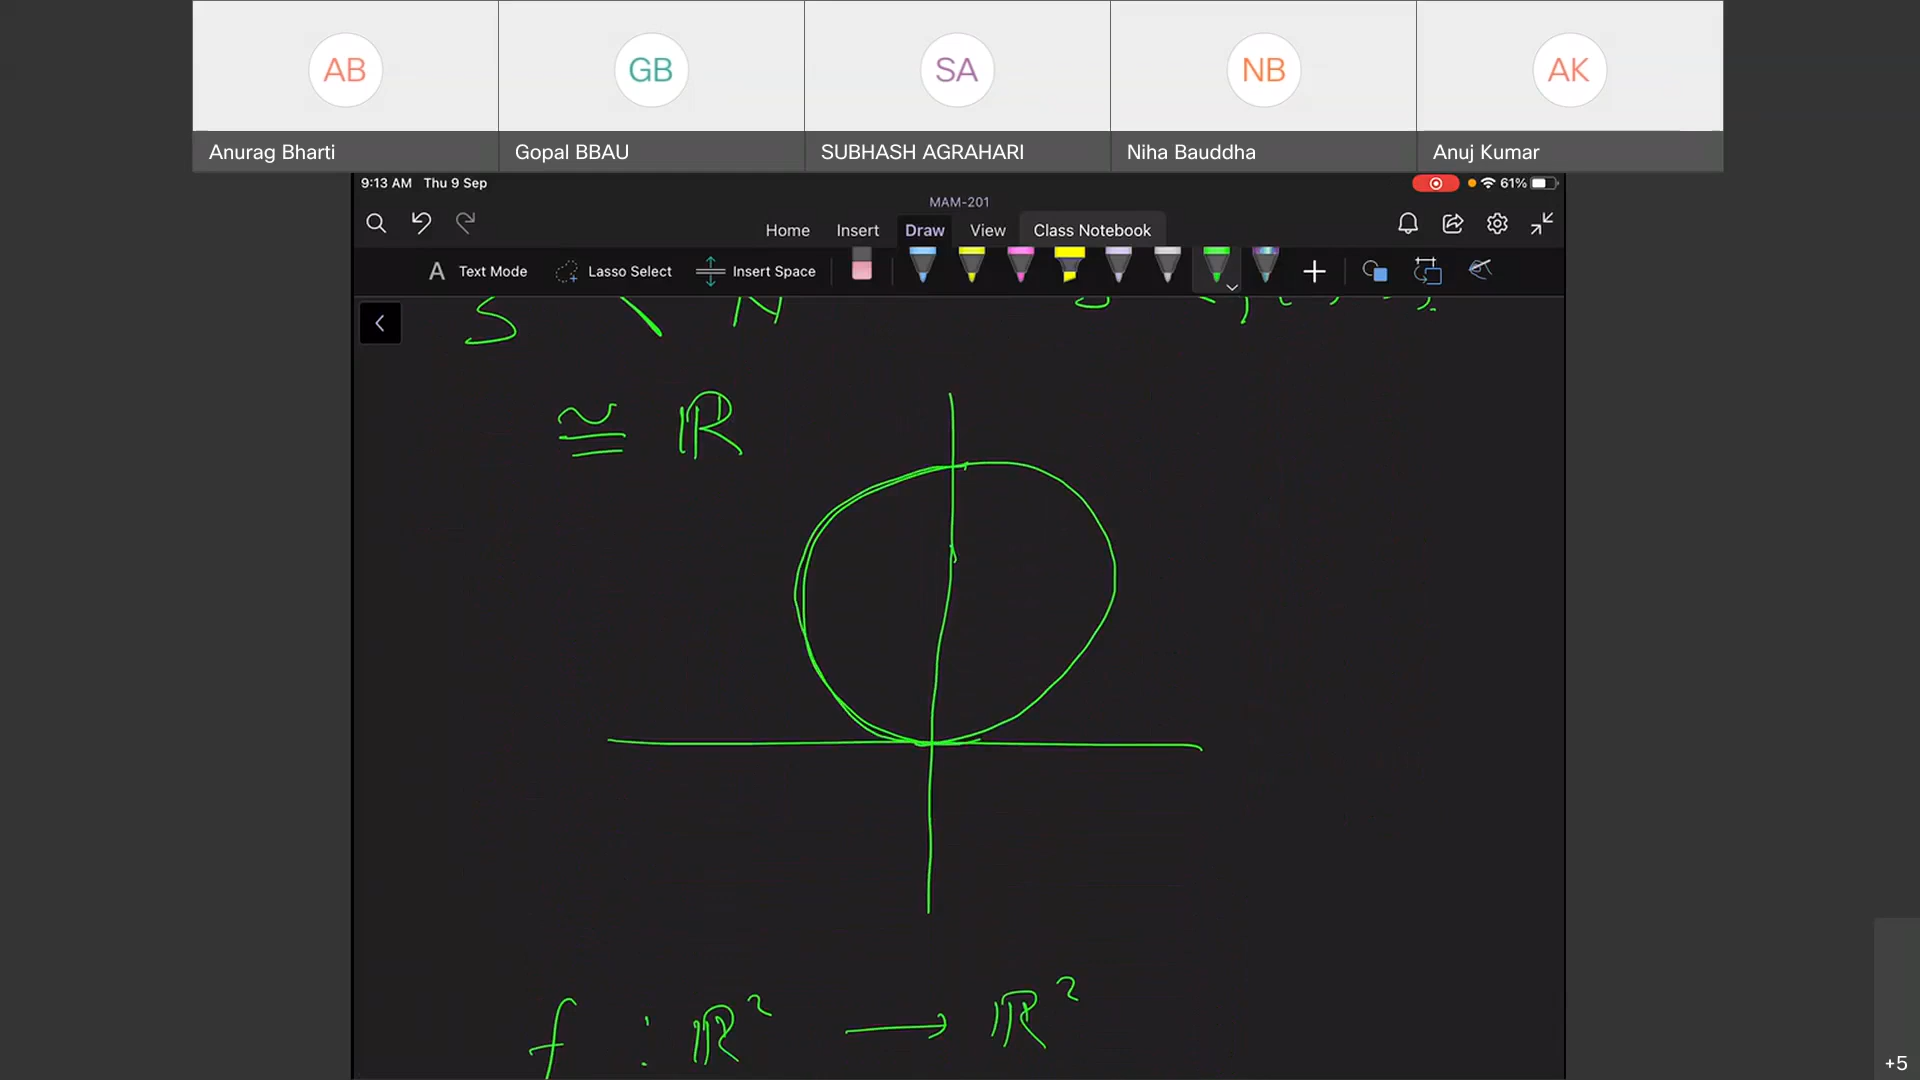 AB GB SA NB AK
Anurag Bharti Gopal BBAU SUBHASH AGRAHARI Niha Bauddha Anuj Kumar
9:13 AM Thu 9 Sep 61%
MAM-201
Home Insert Draw View Class Notebook
A Text Mode Lasso Select Insert Space
S \ N
≅ ℝ
f : ℝ² → ℝ²
+5